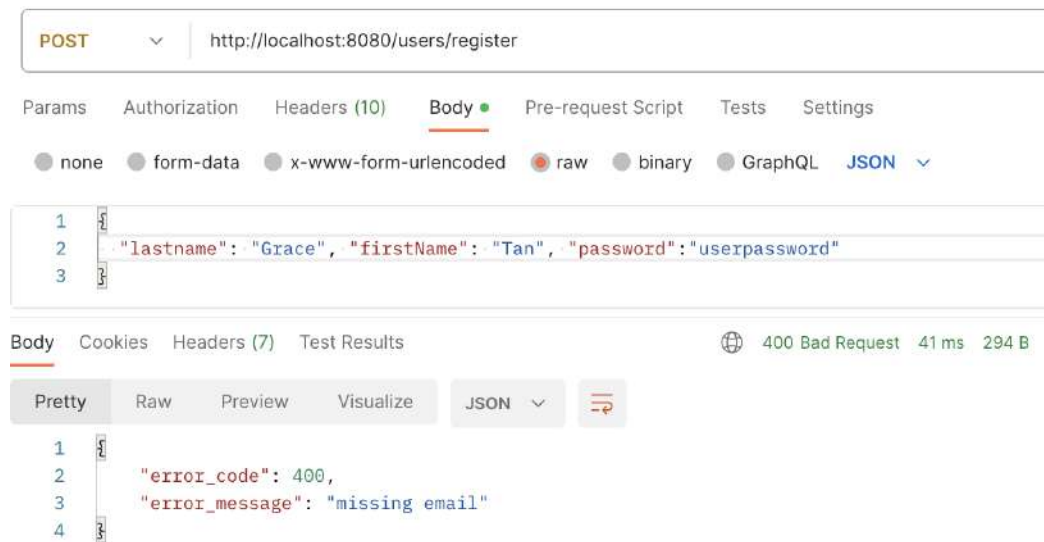 POST http://localhost:8080/users/register
Params Authorization Headers (10) Body Pre-request Script Tests Settings
none form-data x-www-form-urlencoded raw binary GraphQL JSON
1 {
2 "lastname": "Grace", "firstName": "Tan", "password":"userpassword"
3 }
Body Cookies Headers (7) Test Results 400 Bad Request 41 ms 294 B
Pretty Raw Preview Visualize JSON
1 {
2 "error_code": 400,
3 "error_message": "missing email"
4 }